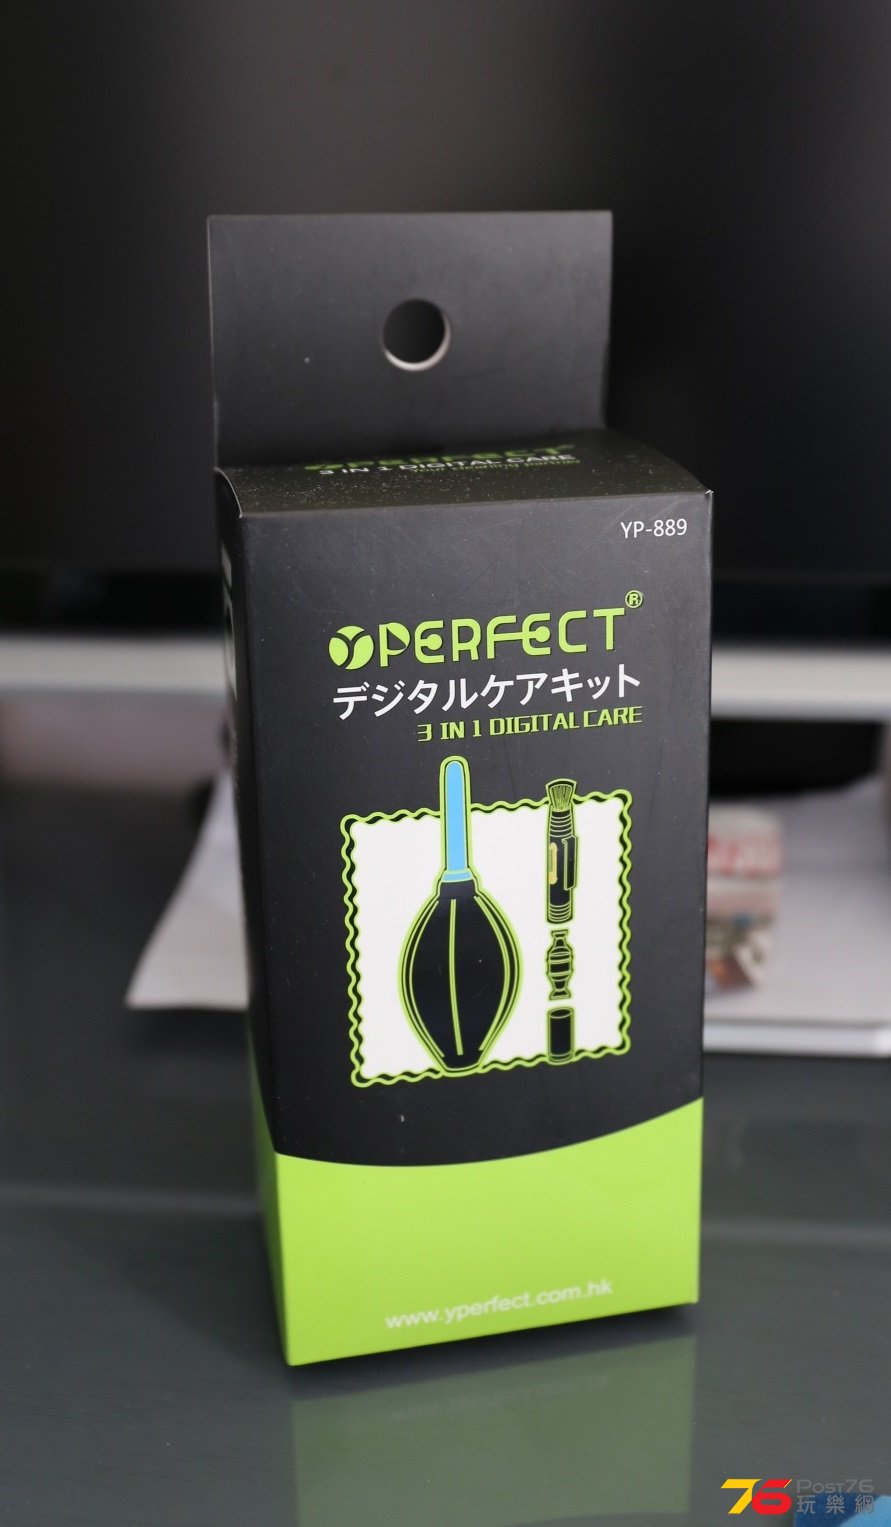 YPERFECT
3 IN 1 DIGITAL CARE
YP-889
YPERFECT®
デジタルケアキット
3 IN 1 DIGITAL CARE
www.yperfect.com.hk
76 POST76
玩樂網